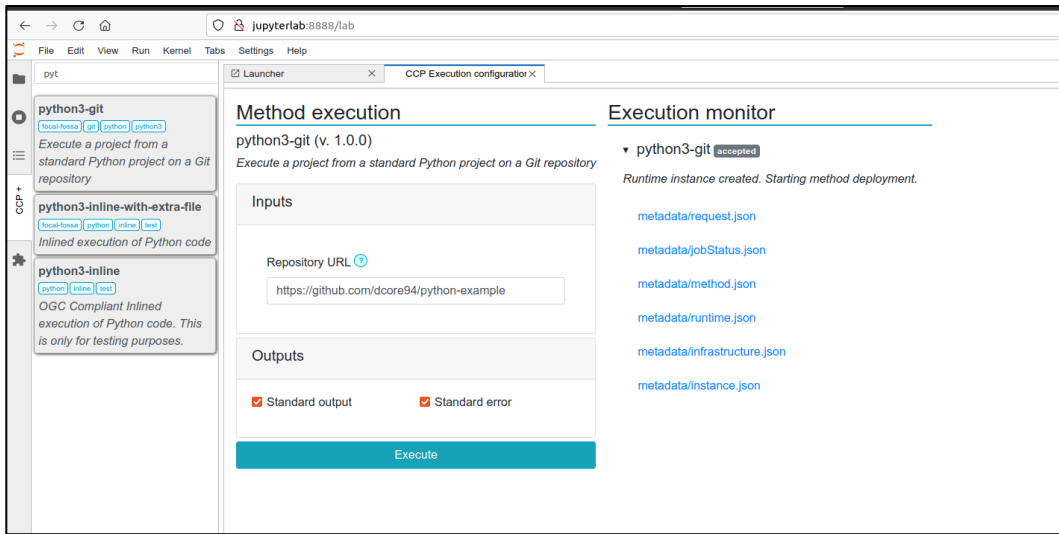 jupyterlab:8888/lab
File Edit View Run Kernel Tabs Settings Help
pyt
python3-git
focal-fossa git python python3
Execute a project from a
standard Python project on a Git
repository
python3-inline-with-extra-file
focal-fossa python inline test
Inlined execution of Python code
python3-inline
python inline test
OGC Compliant Inlined
execution of Python code. This
is only for testing purposes.
CCP +
Launcher
CCP Execution configuration
Method execution
python3-git (v. 1.0.0)
Execute a project from a standard Python project on a Git repository
Inputs
Repository URL ?
https://github.com/dcore94/python-example
Outputs
Standard output Standard error
Execute
Execution monitor
python3-git accepted
Runtime instance created. Starting method deployment.
metadata/request.json
metadata/jobStatus.json
metadata/method.json
metadata/runtime.json
metadata/infrastructure.json
metadata/instance.json